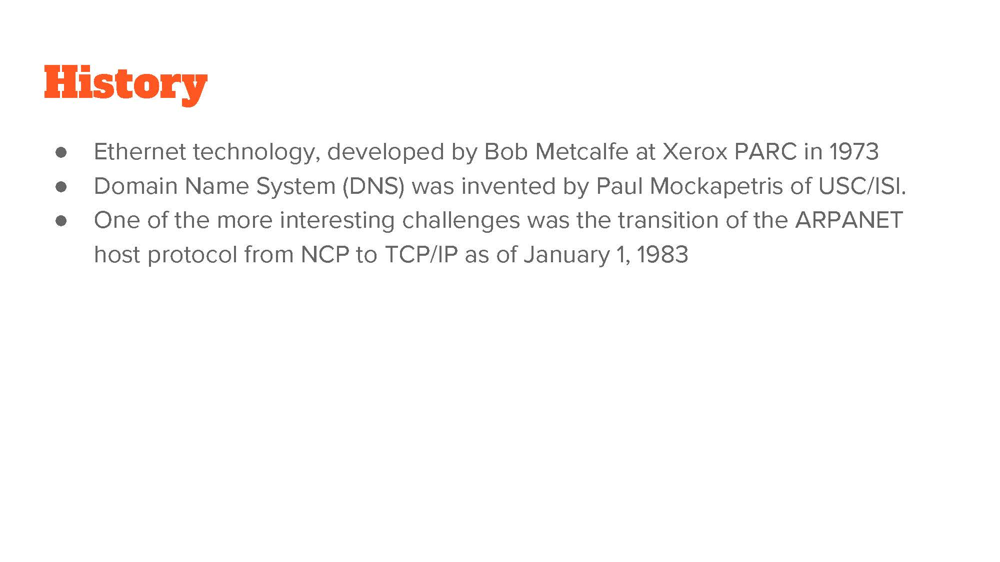 History
● Ethernet technology, developed by Bob Metcalfe at Xerox PARC in 1973
● Domain Name System (DNS) was invented by Paul Mockapetris of USC/ISI.
● One of the more interesting challenges was the transition of the ARPANET
host protocol from NCP to TCP/IP as of January 1, 1983